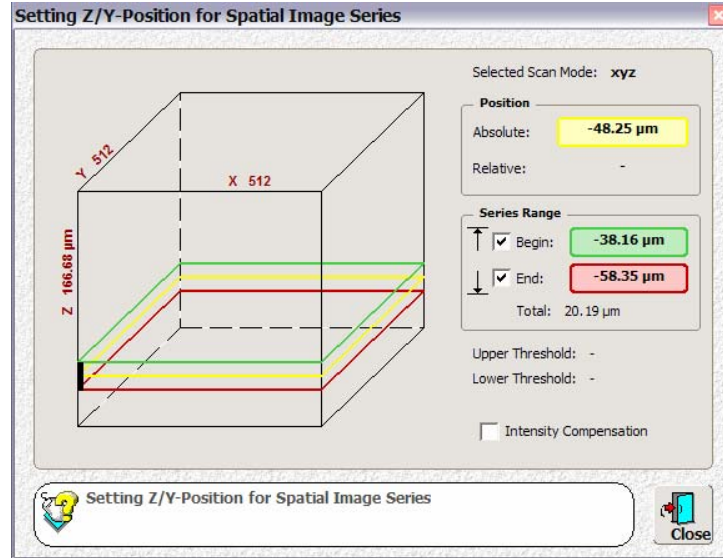 Setting Z/Y-Position for Spatial Image Series
Selected Scan Mode: xyz
Position
Absolute: -48.25 µm
Relative: -
Series Range
Begin: -38.16 µm
End: -58.35 µm
Total: 20.19 µm
Upper Threshold: -
Lower Threshold: -
Intensity Compensation
Y 512
X 512
Z 166.68 µm
Setting Z/Y-Position for Spatial Image Series
Close